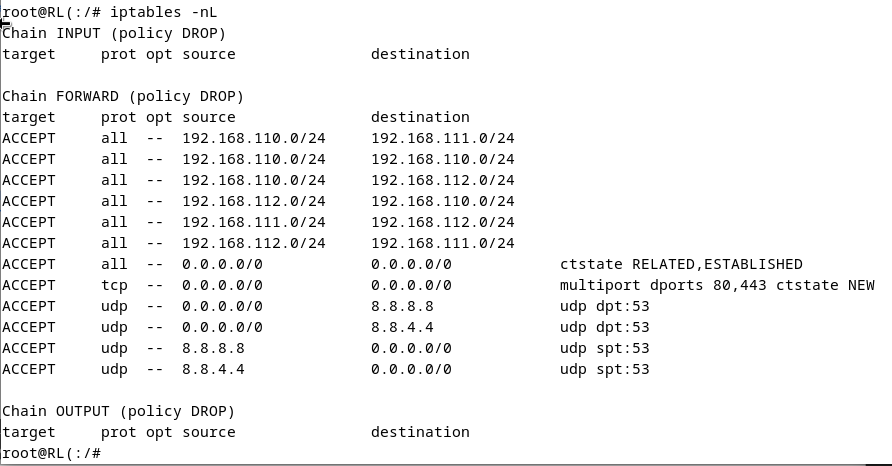 root@RL(:/# iptables -nL
Chain INPUT (policy DROP)
target     prot opt source               destination
Chain FORWARD (policy DROP)
target     prot opt source               destination
ACCEPT     all  --  192.168.110.0/24     192.168.111.0/24
ACCEPT     all  --  192.168.110.0/24     192.168.110.0/24
ACCEPT     all  --  192.168.110.0/24     192.168.112.0/24
ACCEPT     all  --  192.168.112.0/24     192.168.110.0/24
ACCEPT     all  --  192.168.111.0/24     192.168.112.0/24
ACCEPT     all  --  192.168.112.0/24     192.168.111.0/24
ACCEPT     all  --  0.0.0.0/0            0.0.0.0/0            ctstate RELATED,ESTABLISHED
ACCEPT     tcp  --  0.0.0.0/0            0.0.0.0/0            multiport dports 80,443 ctstate NEW
ACCEPT     udp  --  0.0.0.0/0            8.8.8.8              udp dpt:53
ACCEPT     udp  --  0.0.0.0/0            8.8.4.4              udp dpt:53
ACCEPT     udp  --  8.8.8.8              0.0.0.0/0            udp spt:53
ACCEPT     udp  --  8.8.4.4              0.0.0.0/0            udp spt:53
Chain OUTPUT (policy DROP)
target     prot opt source               destination
root@RL(:/#